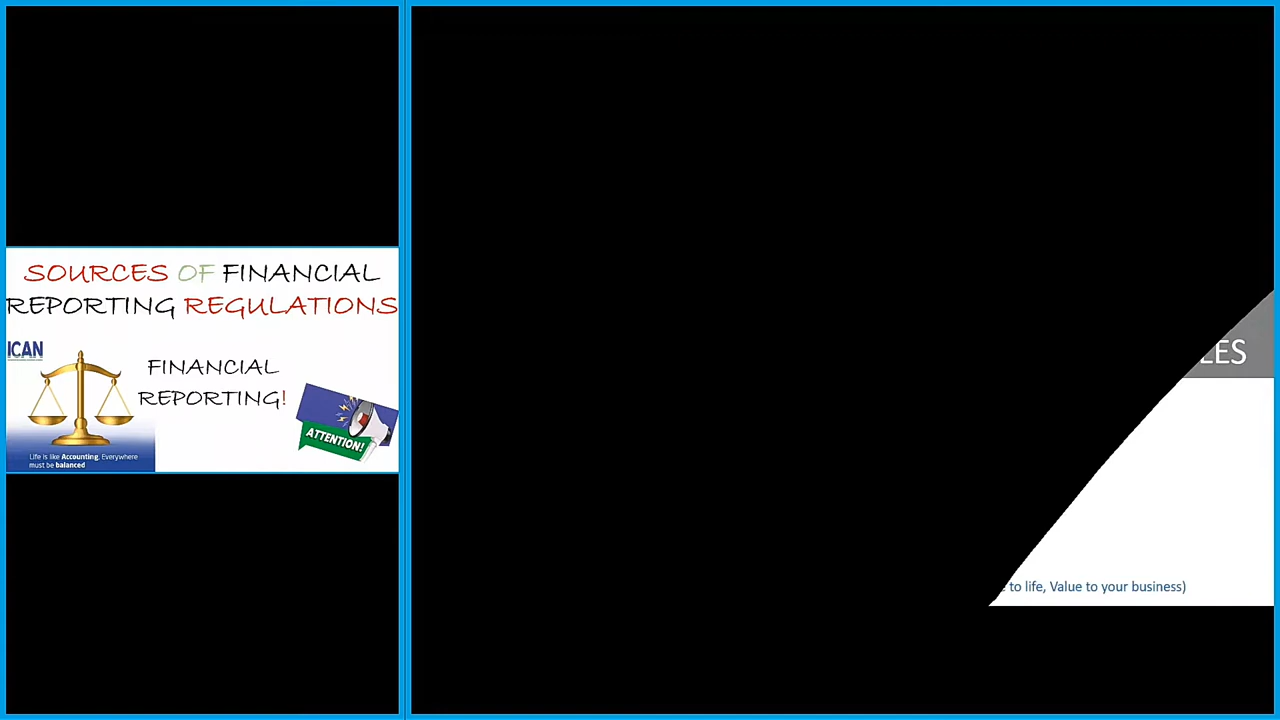 SOURCES OF FINANCIAL
REPORTING REGULATIONS
ICAN
FINANCIAL
REPORTING!
ATTENTION!
Life is like Accounting, Everywhere
must be balanced
to life, Value to your business)